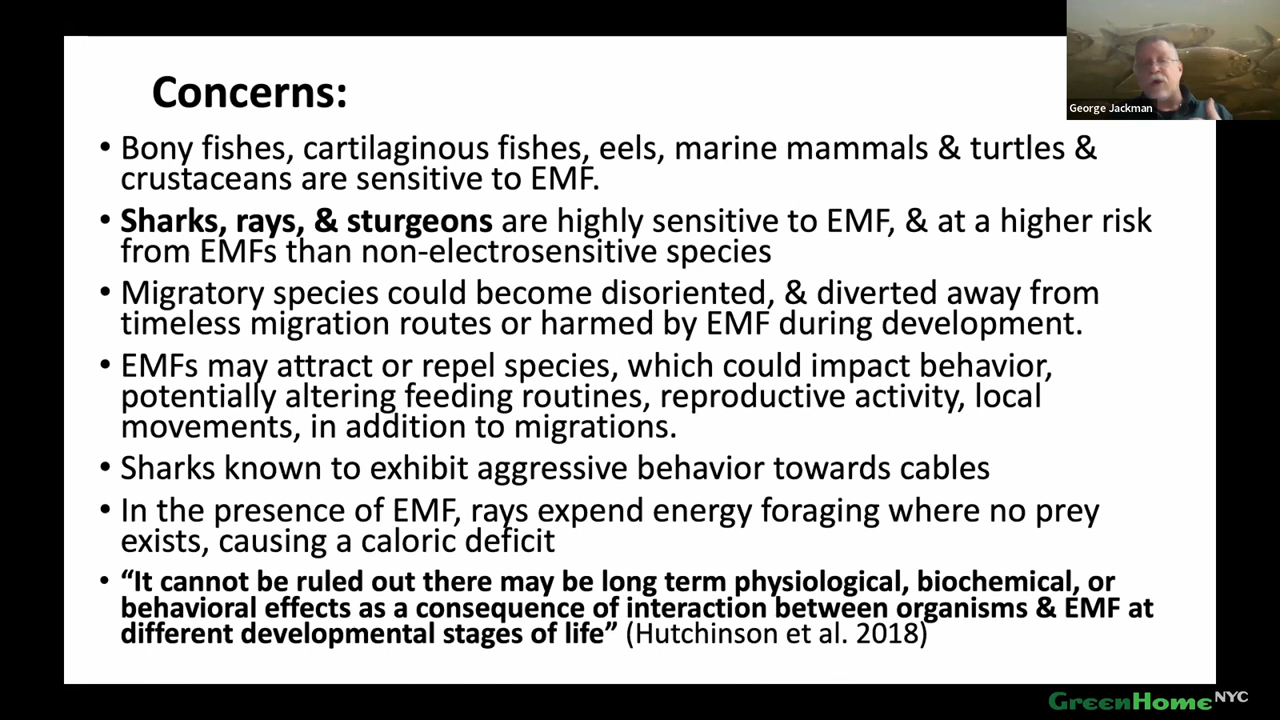 Concerns:
• Bony fishes, cartilaginous fishes, eels, marine mammals & turtles &
crustaceans are sensitive to EMF.
• Sharks, rays, & sturgeons are highly sensitive to EMF, & at a higher risk
from EMFs than non-electrosensitive species
• Migratory species could become disoriented, & diverted away from
timeless migration routes or harmed by EMF during development.
• EMFs may attract or repel species, which could impact behavior,
potentially altering feeding routines, reproductive activity, local
movements, in addition to migrations.
• Sharks known to exhibit aggressive behavior towards cables
• In the presence of EMF, rays expend energy foraging where no prey
exists, causing a caloric deficit
• “It cannot be ruled out there may be long term physiological, biochemical, or
behavioral effects as a consequence of interaction between organisms & EMF at
different developmental stages of life” (Hutchinson et al. 2018)
George Jackman
GreenHomeNYC